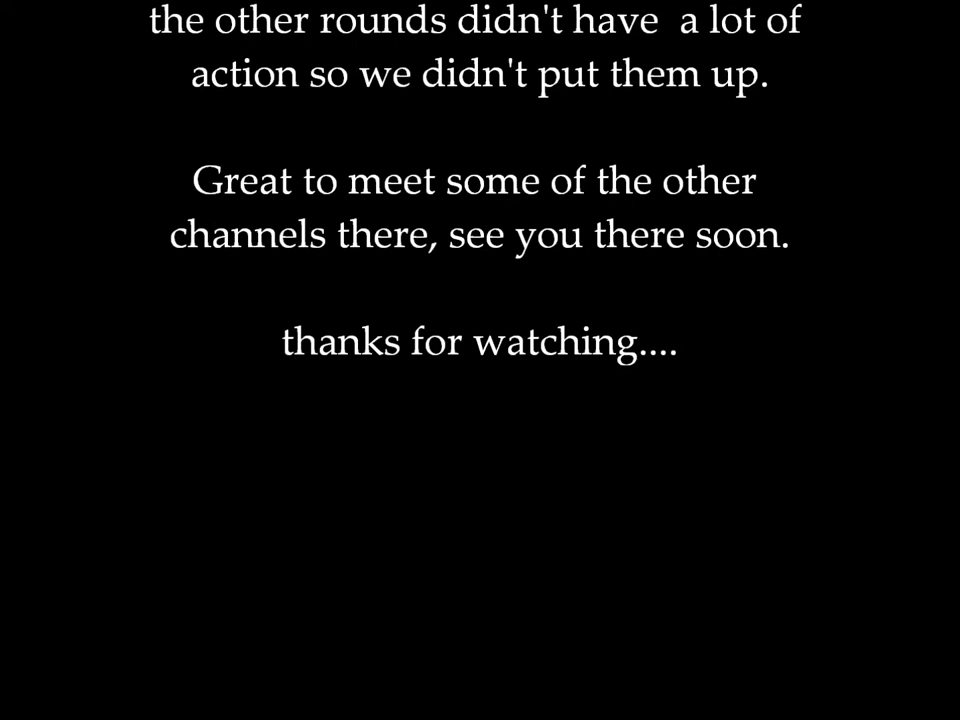 the other rounds didn't have  a lot of
action so we didn't put them up.
Great to meet some of the other
channels there, see you there soon.
thanks for watching....